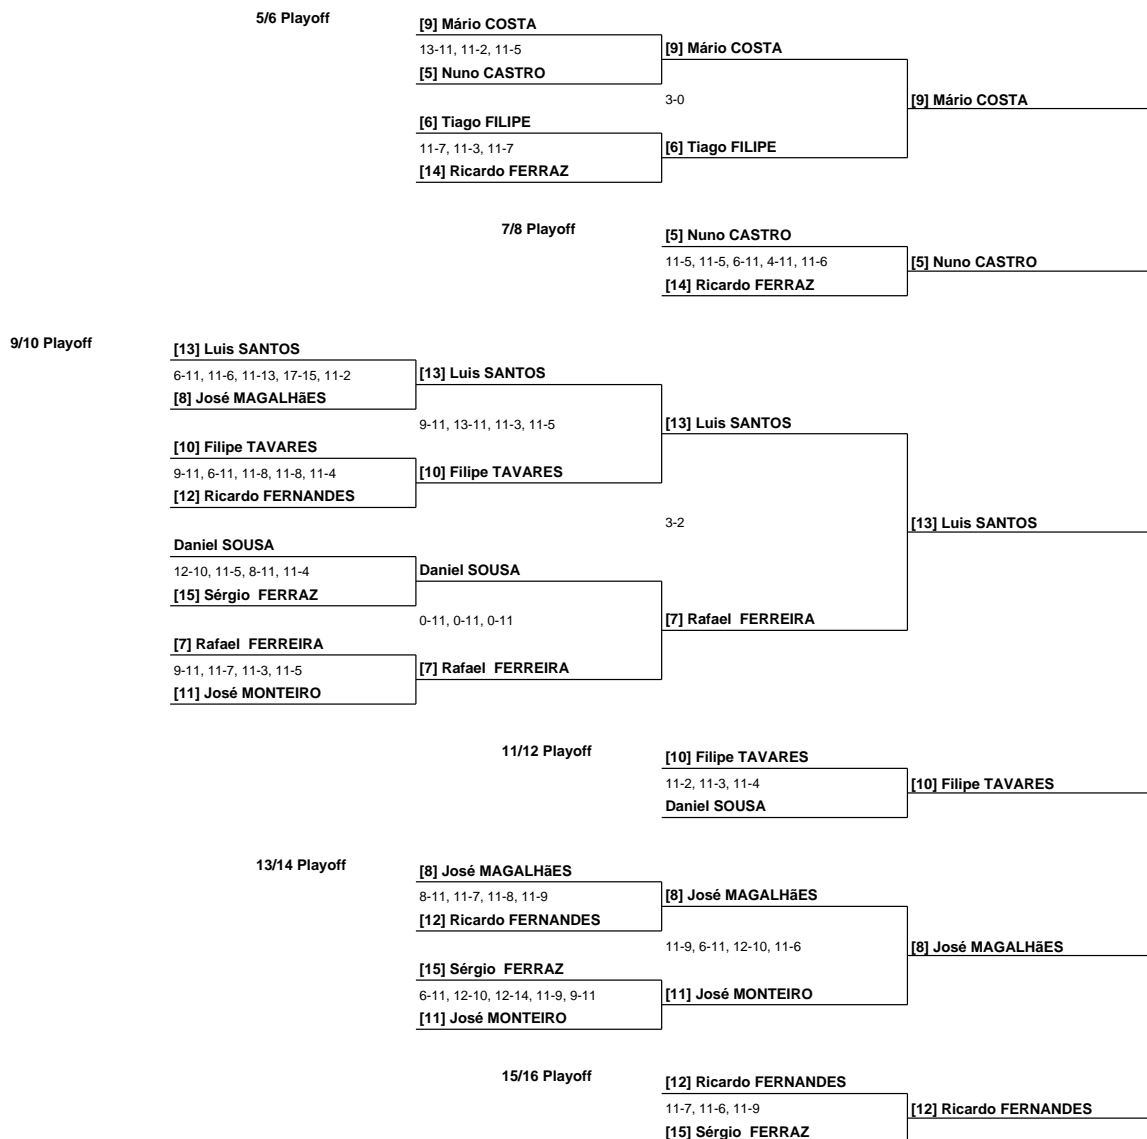 5/6 Playoff
[9] Mário COSTA
13-11, 11-2, 11-5
[9] Mário COSTA
[5] Nuno CASTRO
3-0
[9] Mário COSTA
[6] Tiago FILIPE
11-7, 11-3, 11-7
[6] Tiago FILIPE
[14] Ricardo FERRAZ
7/8 Playoff
[5] Nuno CASTRO
11-5, 11-5, 6-11, 4-11, 11-6
[5] Nuno CASTRO
[14] Ricardo FERRAZ
9/10 Playoff
[13] Luis SANTOS
6-11, 11-6, 11-13, 17-15, 11-2
[13] Luis SANTOS
[8] José MAGALHãES
9-11, 13-11, 11-3, 11-5
[13] Luis SANTOS
[10] Filipe TAVARES
9-11, 6-11, 11-8, 11-8, 11-4
[10] Filipe TAVARES
[12] Ricardo FERNANDES
3-2
[13] Luis SANTOS
Daniel SOUSA
12-10, 11-5, 8-11, 11-4
Daniel SOUSA
[15] Sérgio FERRAZ
0-11, 0-11, 0-11
[7] Rafael FERREIRA
[7] Rafael FERREIRA
9-11, 11-7, 11-3, 11-5
[7] Rafael FERREIRA
[11] José MONTEIRO
11/12 Playoff
[10] Filipe TAVARES
11-2, 11-3, 11-4
[10] Filipe TAVARES
Daniel SOUSA
13/14 Playoff
[8] José MAGALHãES
8-11, 11-7, 11-8, 11-9
[8] José MAGALHãES
[12] Ricardo FERNANDES
11-9, 6-11, 12-10, 11-6
[8] José MAGALHãES
[15] Sérgio FERRAZ
6-11, 12-10, 12-14, 11-9, 9-11
[11] José MONTEIRO
[11] José MONTEIRO
15/16 Playoff
[12] Ricardo FERNANDES
11-7, 11-6, 11-9
[12] Ricardo FERNANDES
[15] Sérgio FERRAZ